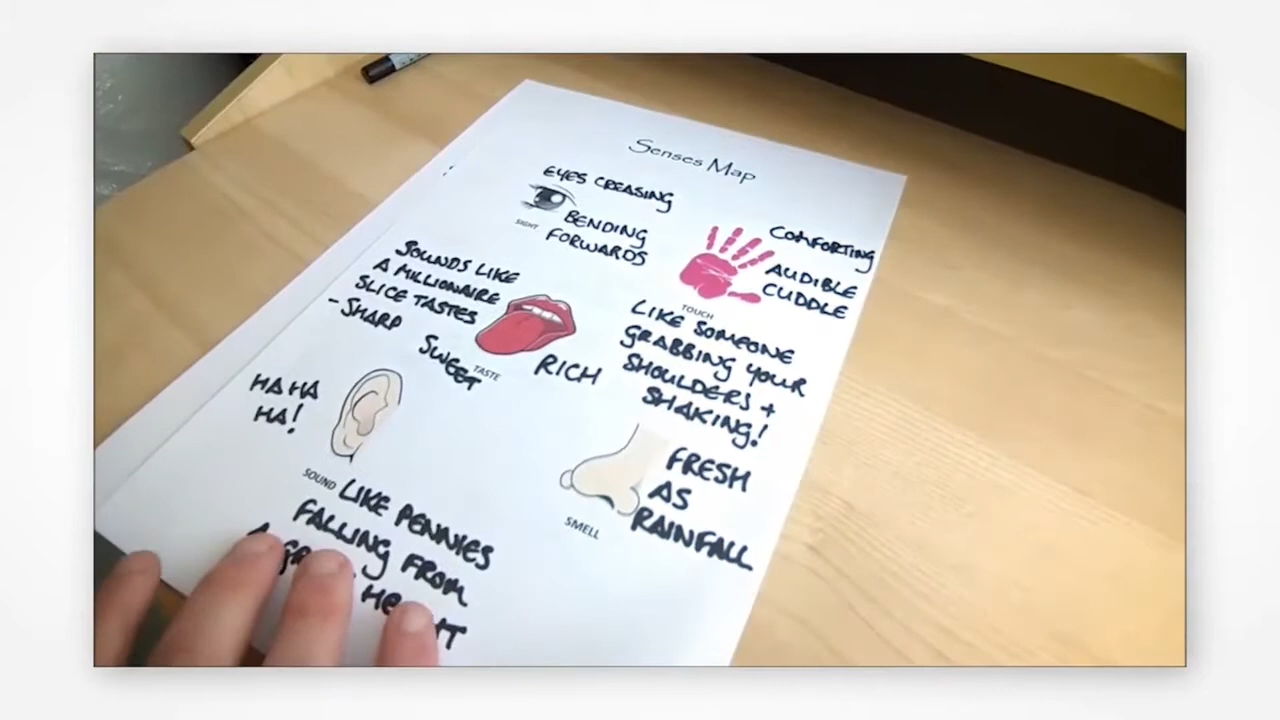 Senses Map
EYES CREASING
SIGHT
BENDING
FORWARDS
COMFORTING
AUDIBLE
CUDDLE
TOUCH
LIKE SOMEONE
GRABBING YOUR
SHOULDERS +
SHAKING!
SOUNDS LIKE
A MILLIONAIRE
SLICE TASTES
- SHARP
SWEET
TASTE
RICH
HA HA
HA!
SOUND
LIKE PENNIES
FALLING FROM
FRESH
AS
RAINFALL
SMELL